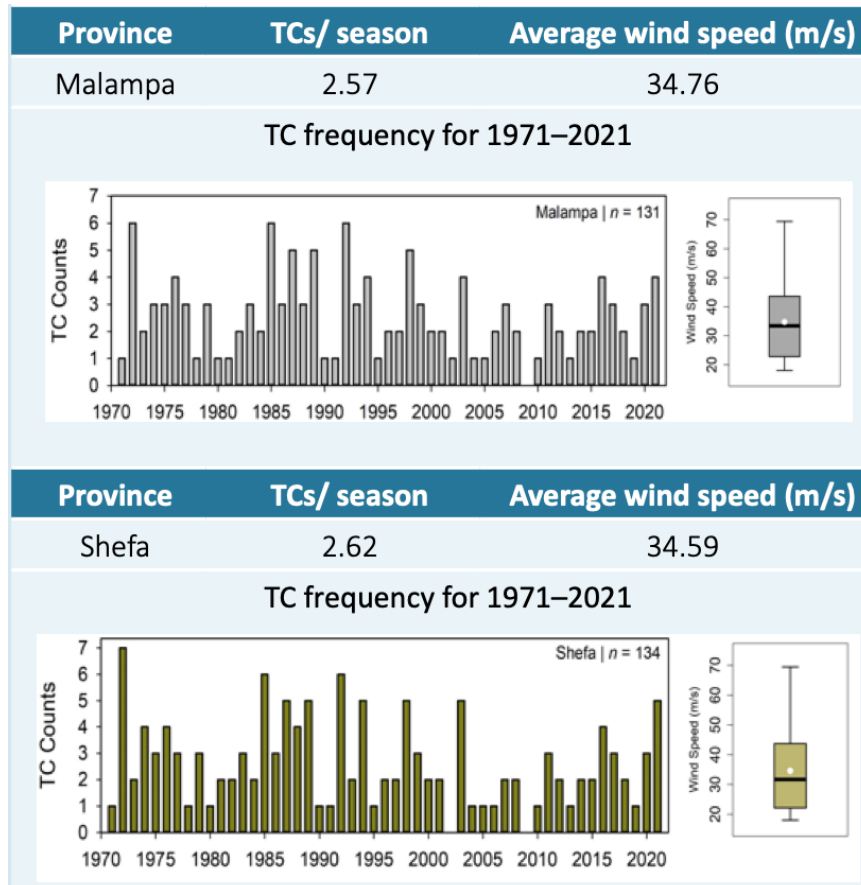 Province TCs/ season Average wind speed (m/s)
Malampa 2.57 34.76
TC frequency for 1971–2021
Malampa | n = 131
TC Counts
7
6
5
4
3
2
1
0
1970 1975 1980 1985 1990 1995 2000 2005 2010 2015 2020
Wind Speed (m/s)
70
60
50
40
30
20
Province TCs/ season Average wind speed (m/s)
Shefa 2.62 34.59
TC frequency for 1971–2021
Shefa | n = 134
TC Counts
7
6
5
4
3
2
1
0
1970 1975 1980 1985 1990 1995 2000 2005 2010 2015 2020
Wind Speed (m/s)
70
60
50
40
30
20